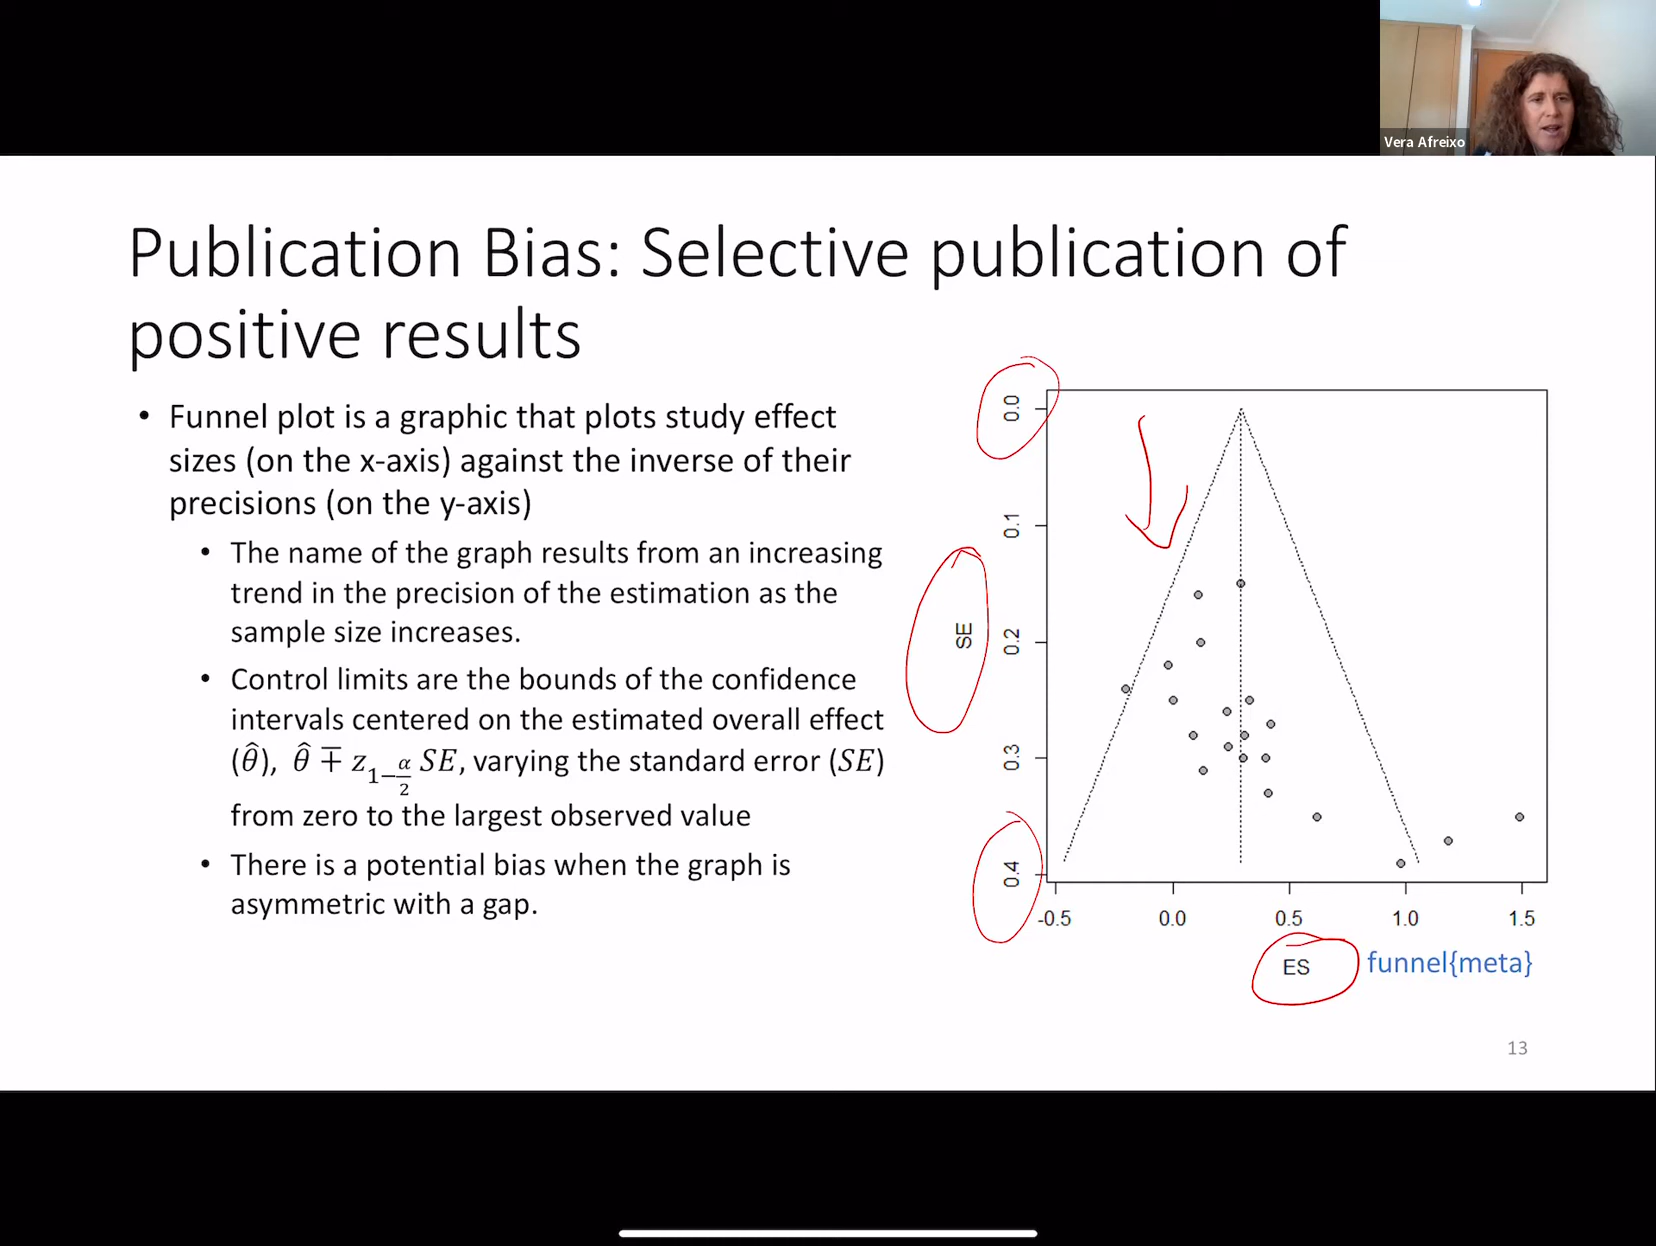 Vera Afreixo
Publication Bias: Selective publication of
positive results
• Funnel plot is a graphic that plots study effect
sizes (on the x-axis) against the inverse of their
precisions (on the y-axis)
• The name of the graph results from an increasing
trend in the precision of the estimation as the
sample size increases.
• Control limits are the bounds of the confidence
intervals centered on the estimated overall effect
(θ̂), θ̂ ∓ z₁₋α/₂ SE, varying the standard error (SE)
from zero to the largest observed value
• There is a potential bias when the graph is
asymmetric with a gap.
SE
0.0
0.1
0.2
0.3
0.4
-0.5 0.0 0.5 1.0 1.5
ES
funnel{meta}
13